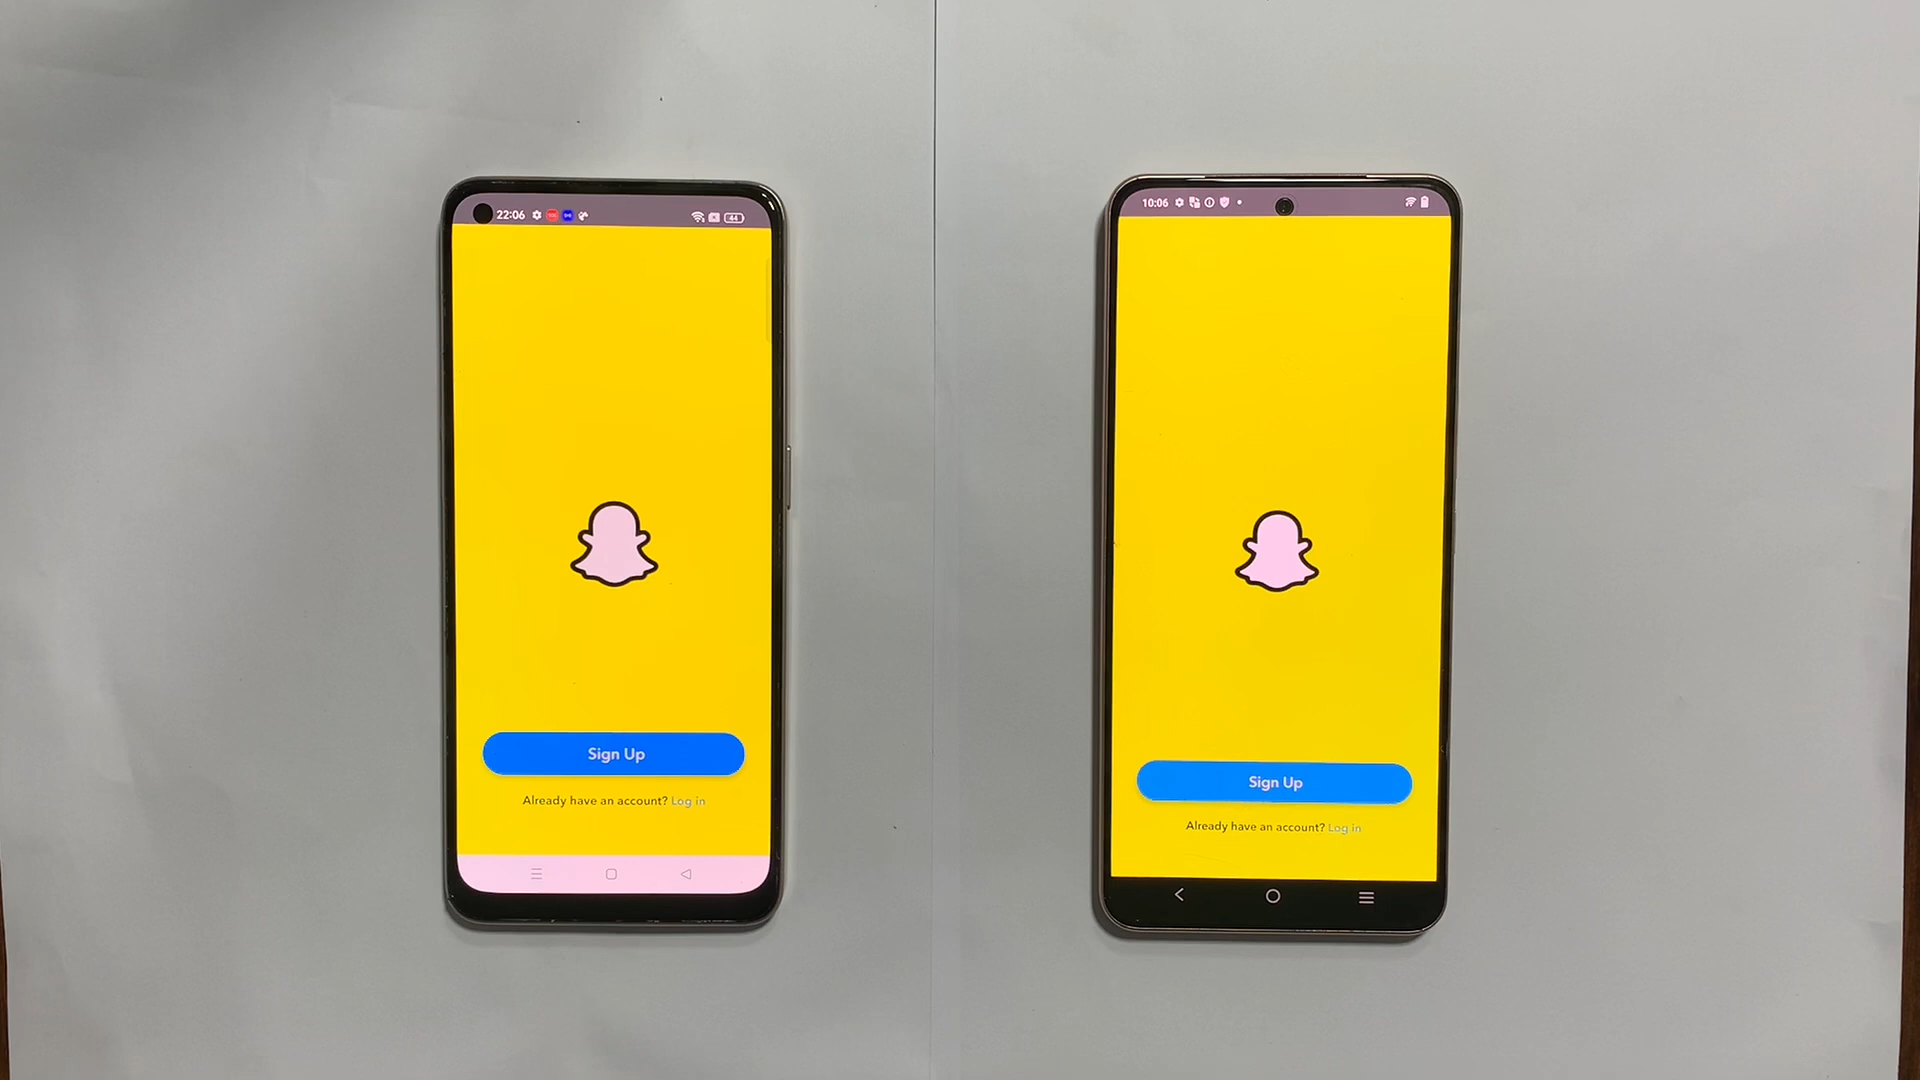 22:06
44
Sign Up
Already have an account? Log in
10:06
Sign Up
Already have an account? Log in